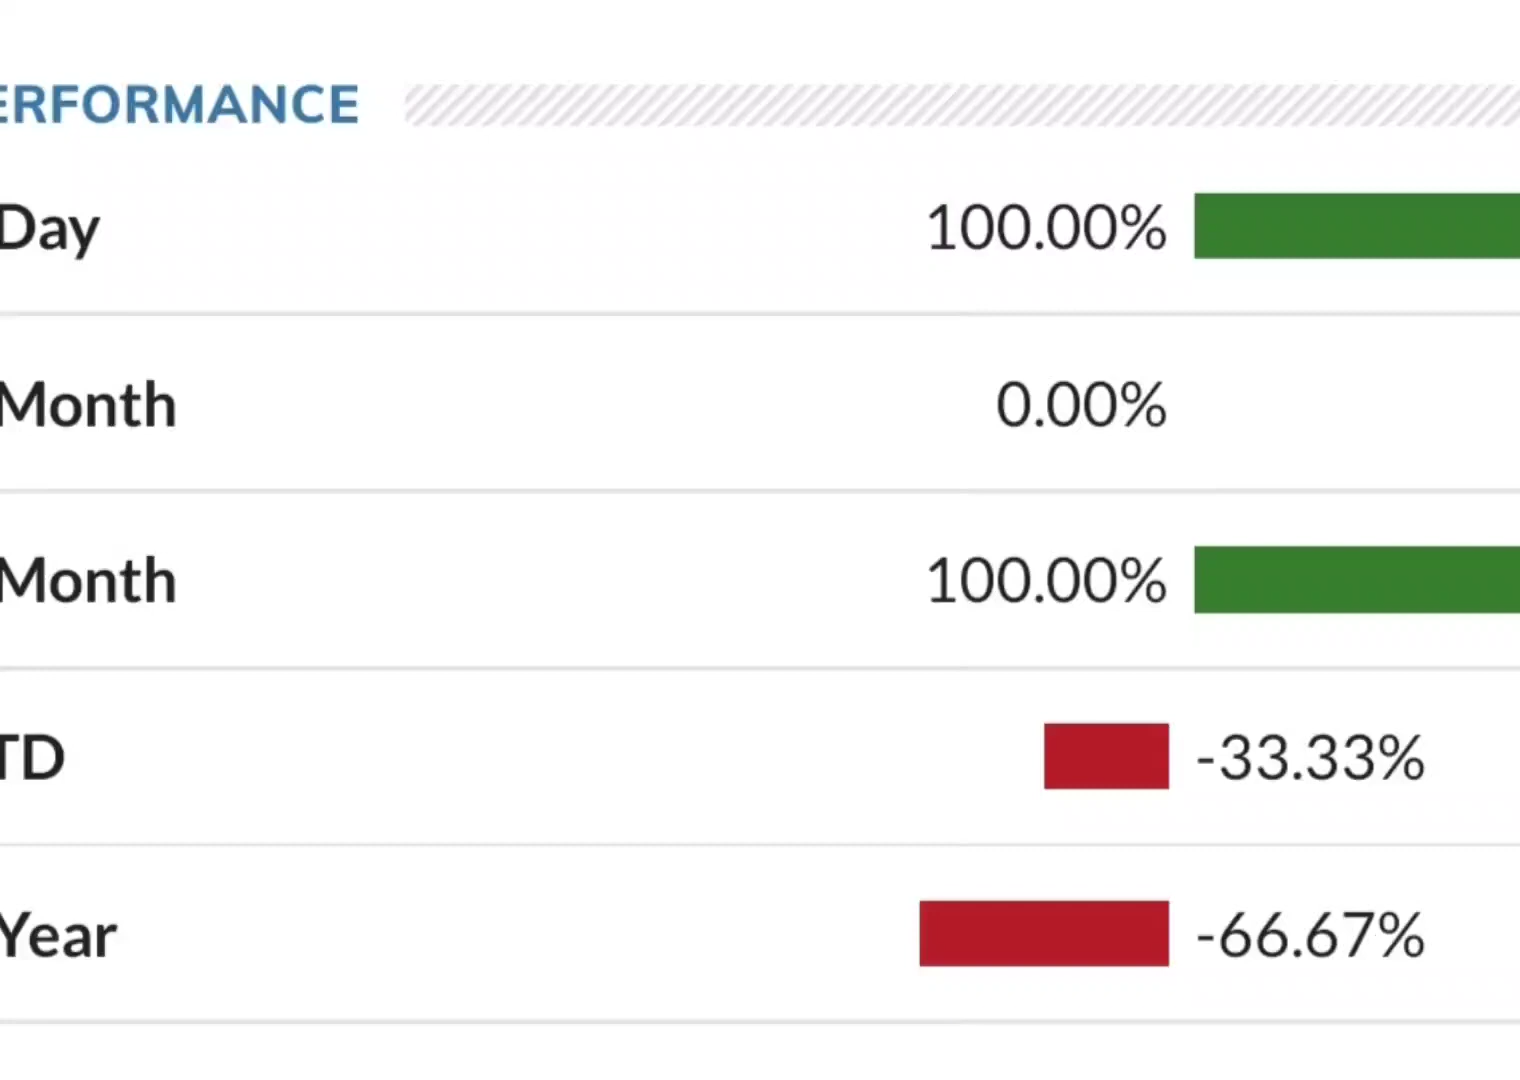 ERFORMANCE
Day 100.00%
Month 0.00%
Month 100.00%
TD -33.33%
Year -66.67%